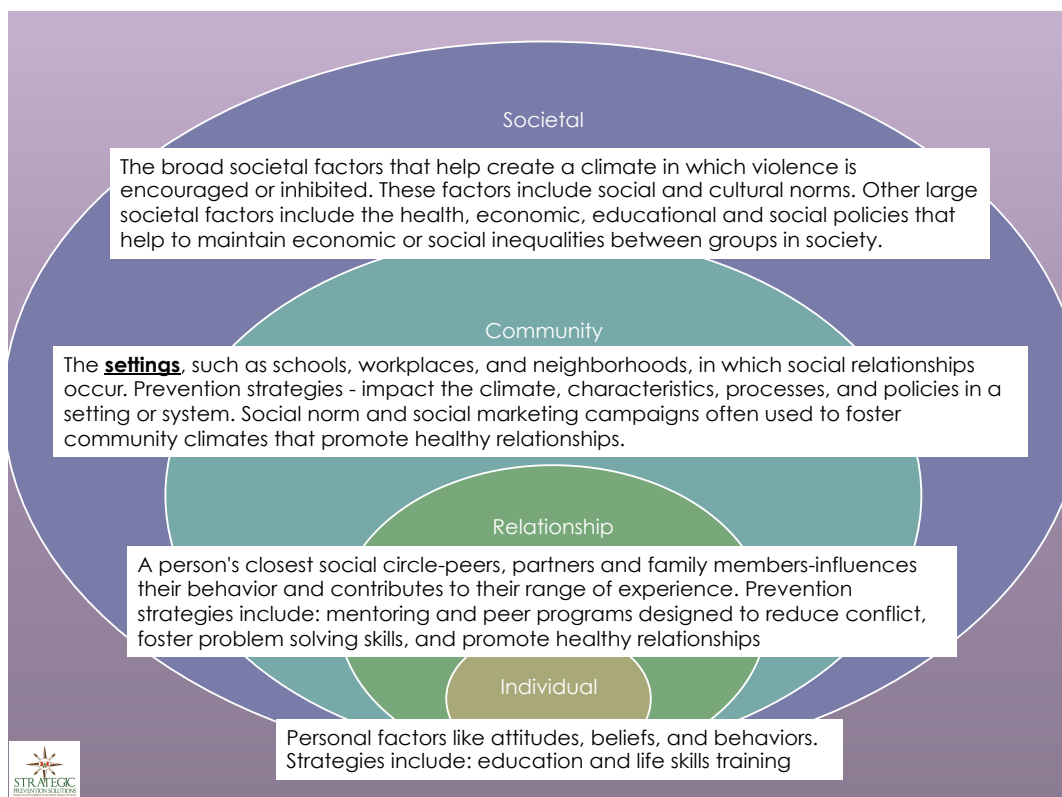 Societal
The broad societal factors that help create a climate in which violence is
encouraged or inhibited. These factors include social and cultural norms. Other large
societal factors include the health, economic, educational and social policies that
help to maintain economic or social inequalities between groups in society.
Community
The settings, such as schools, workplaces, and neighborhoods, in which social relationships
occur. Prevention strategies - impact the climate, characteristics, processes, and policies in a
setting or system. Social norm and social marketing campaigns often used to foster
community climates that promote healthy relationships.
Relationship
A person's closest social circle-peers, partners and family members-influences
their behavior and contributes to their range of experience. Prevention
strategies include: mentoring and peer programs designed to reduce conflict,
foster problem solving skills, and promote healthy relationships
Individual
Personal factors like attitudes, beliefs, and behaviors.
Strategies include: education and life skills training
STRATEGIC
PREVENTION SOLUTIONS